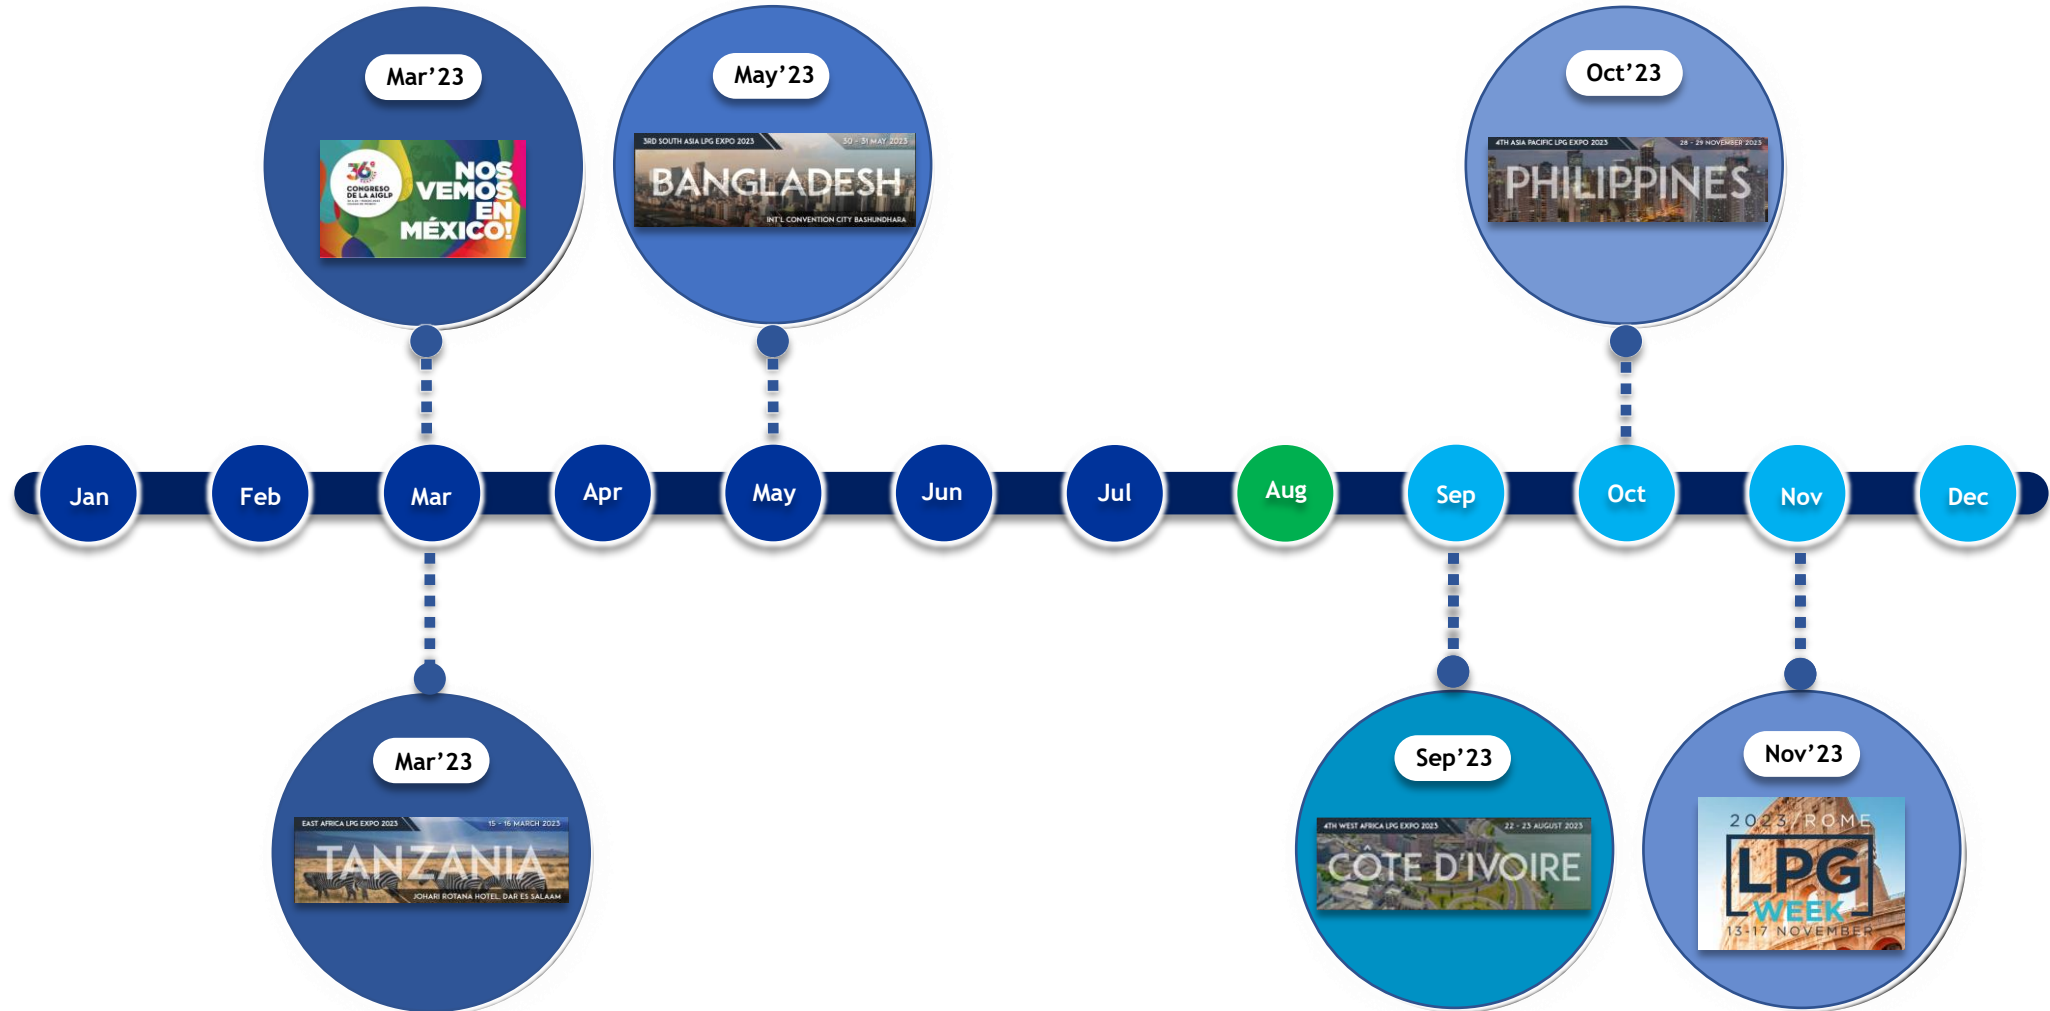 Mar’23
36º
CONGRESO
DE LA AIGLP
NOS
VEMOS
EN
MÉXICO!
May’23
3RD SOUTH ASIA LPG EXPO 2023
30 - 31 MAY 2023
BANGLADESH
INT'L CONVENTION CITY BASHUNDHARA
Oct’23
4TH ASIA PACIFIC LPG EXPO 2023
28 - 29 NOVEMBER 2023
PHILIPPINES
Jan
Feb
Mar
Apr
May
Jun
Jul
Aug
Sep
Oct
Nov
Dec
Mar’23
EAST AFRICA LPG EXPO 2023
15 - 16 MARCH 2023
TANZANIA
JOHARI ROTANA HOTEL, DAR ES SALAAM
Sep’23
4TH WEST AFRICA LPG EXPO 2023
22 - 23 AUGUST 2023
CÔTE D'IVOIRE
Nov’23
2023/ROME
LPG
WEEK
13-17 NOVEMBER